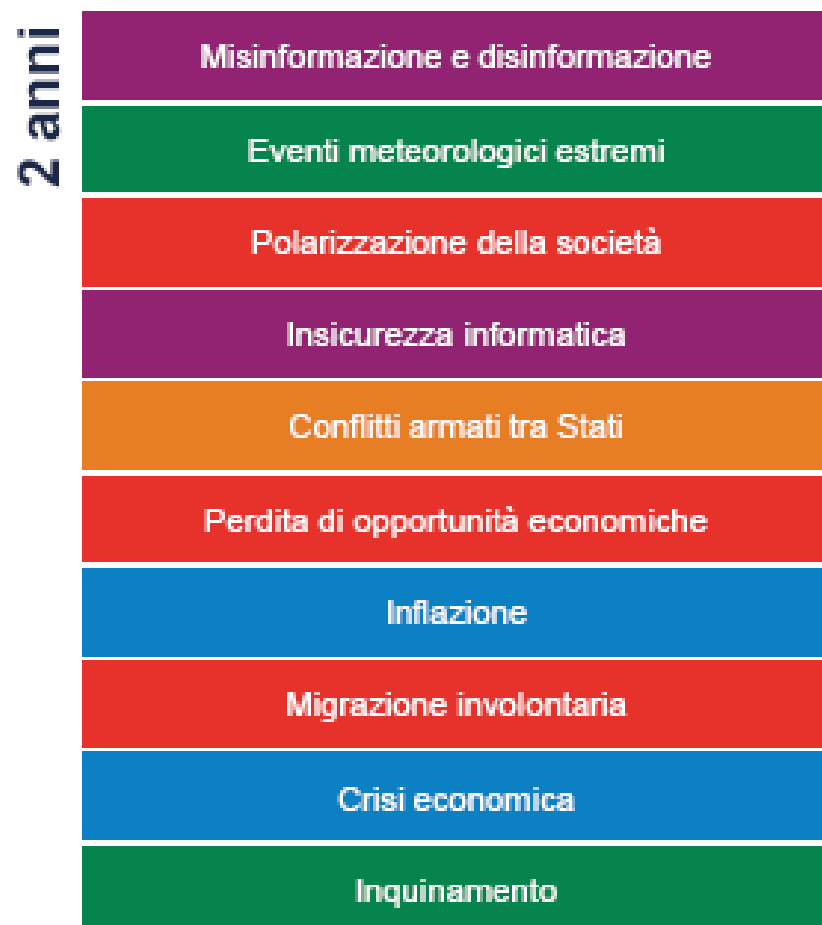 2 anni
Misinformazione e disinformazione
Eventi meteorologici estremi
Polarizzazione della società
Insicurezza informatica
Conflitti armati tra Stati
Perdita di opportunità economiche
Inflazione
Migrazione involontaria
Crisi economica
Inquinamento